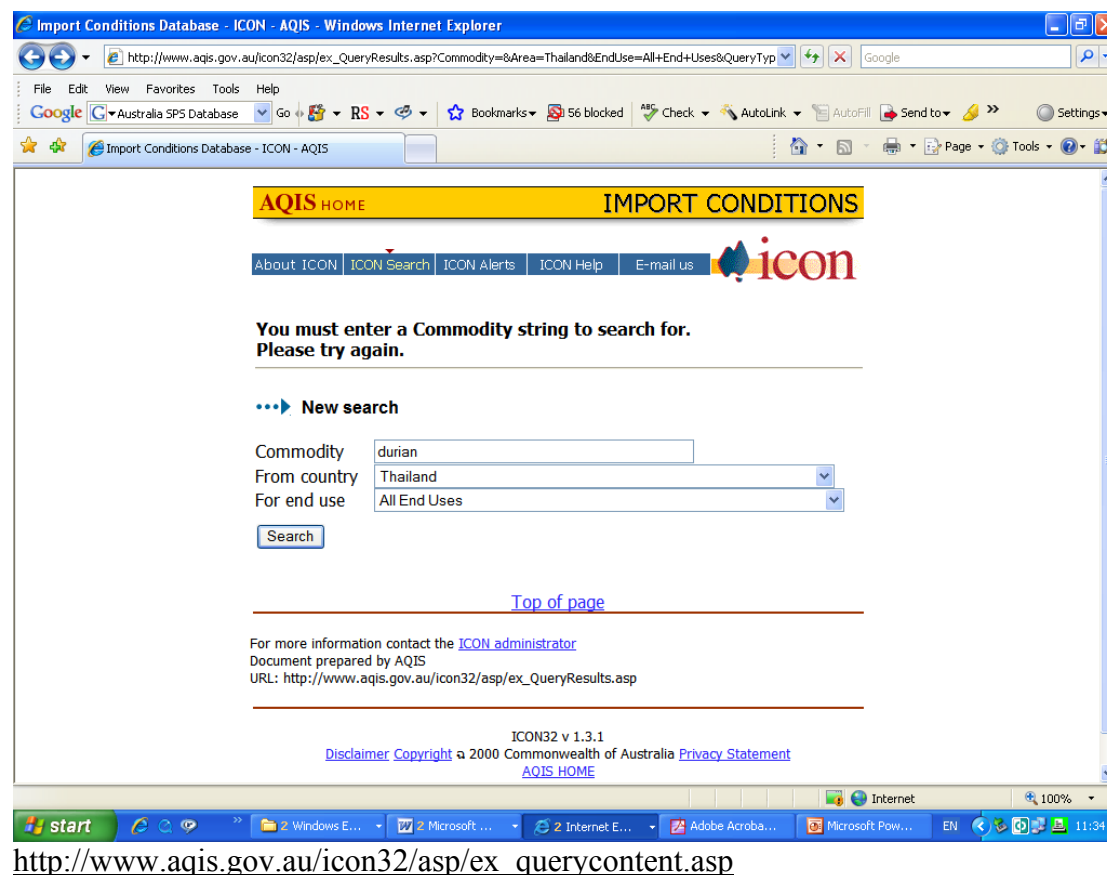 Import Conditions Database - ICON - AQIS - Windows Internet Explorer
http://www.aqis.gov.au/icon32/asp/ex_QueryResults.asp?Commodity=&Area=Thailand&EndUse=All+End+Uses&QueryTyp Google
File Edit View Favorites Tools Help
Google G Australia SPS Database Go RS Bookmarks 56 blocked ABC Check AutoLink AutoFill Send to » Settings
Import Conditions Database - ICON - AQIS Page Tools
AQIS HOME IMPORT CONDITIONS
About ICON ICON Search ICON Alerts ICON Help E-mail us icon
You must enter a Commodity string to search for.
Please try again.
New search
Commodity durian
From country Thailand
For end use All End Uses
Search
Top of page
For more information contact the ICON administrator
Document prepared by AQIS
URL: http://www.aqis.gov.au/icon32/asp/ex_QueryResults.asp
ICON32 v 1.3.1
Disclaimer Copyright ฉ 2000 Commonwealth of Australia Privacy Statement
AQIS HOME
Internet 100%
start » 2 Windows E... 2 Microsoft ... 2 Internet E... Adobe Acroba... Microsoft Pow... EN 11:34
http://www.aqis.gov.au/icon32/asp/ex_querycontent.asp